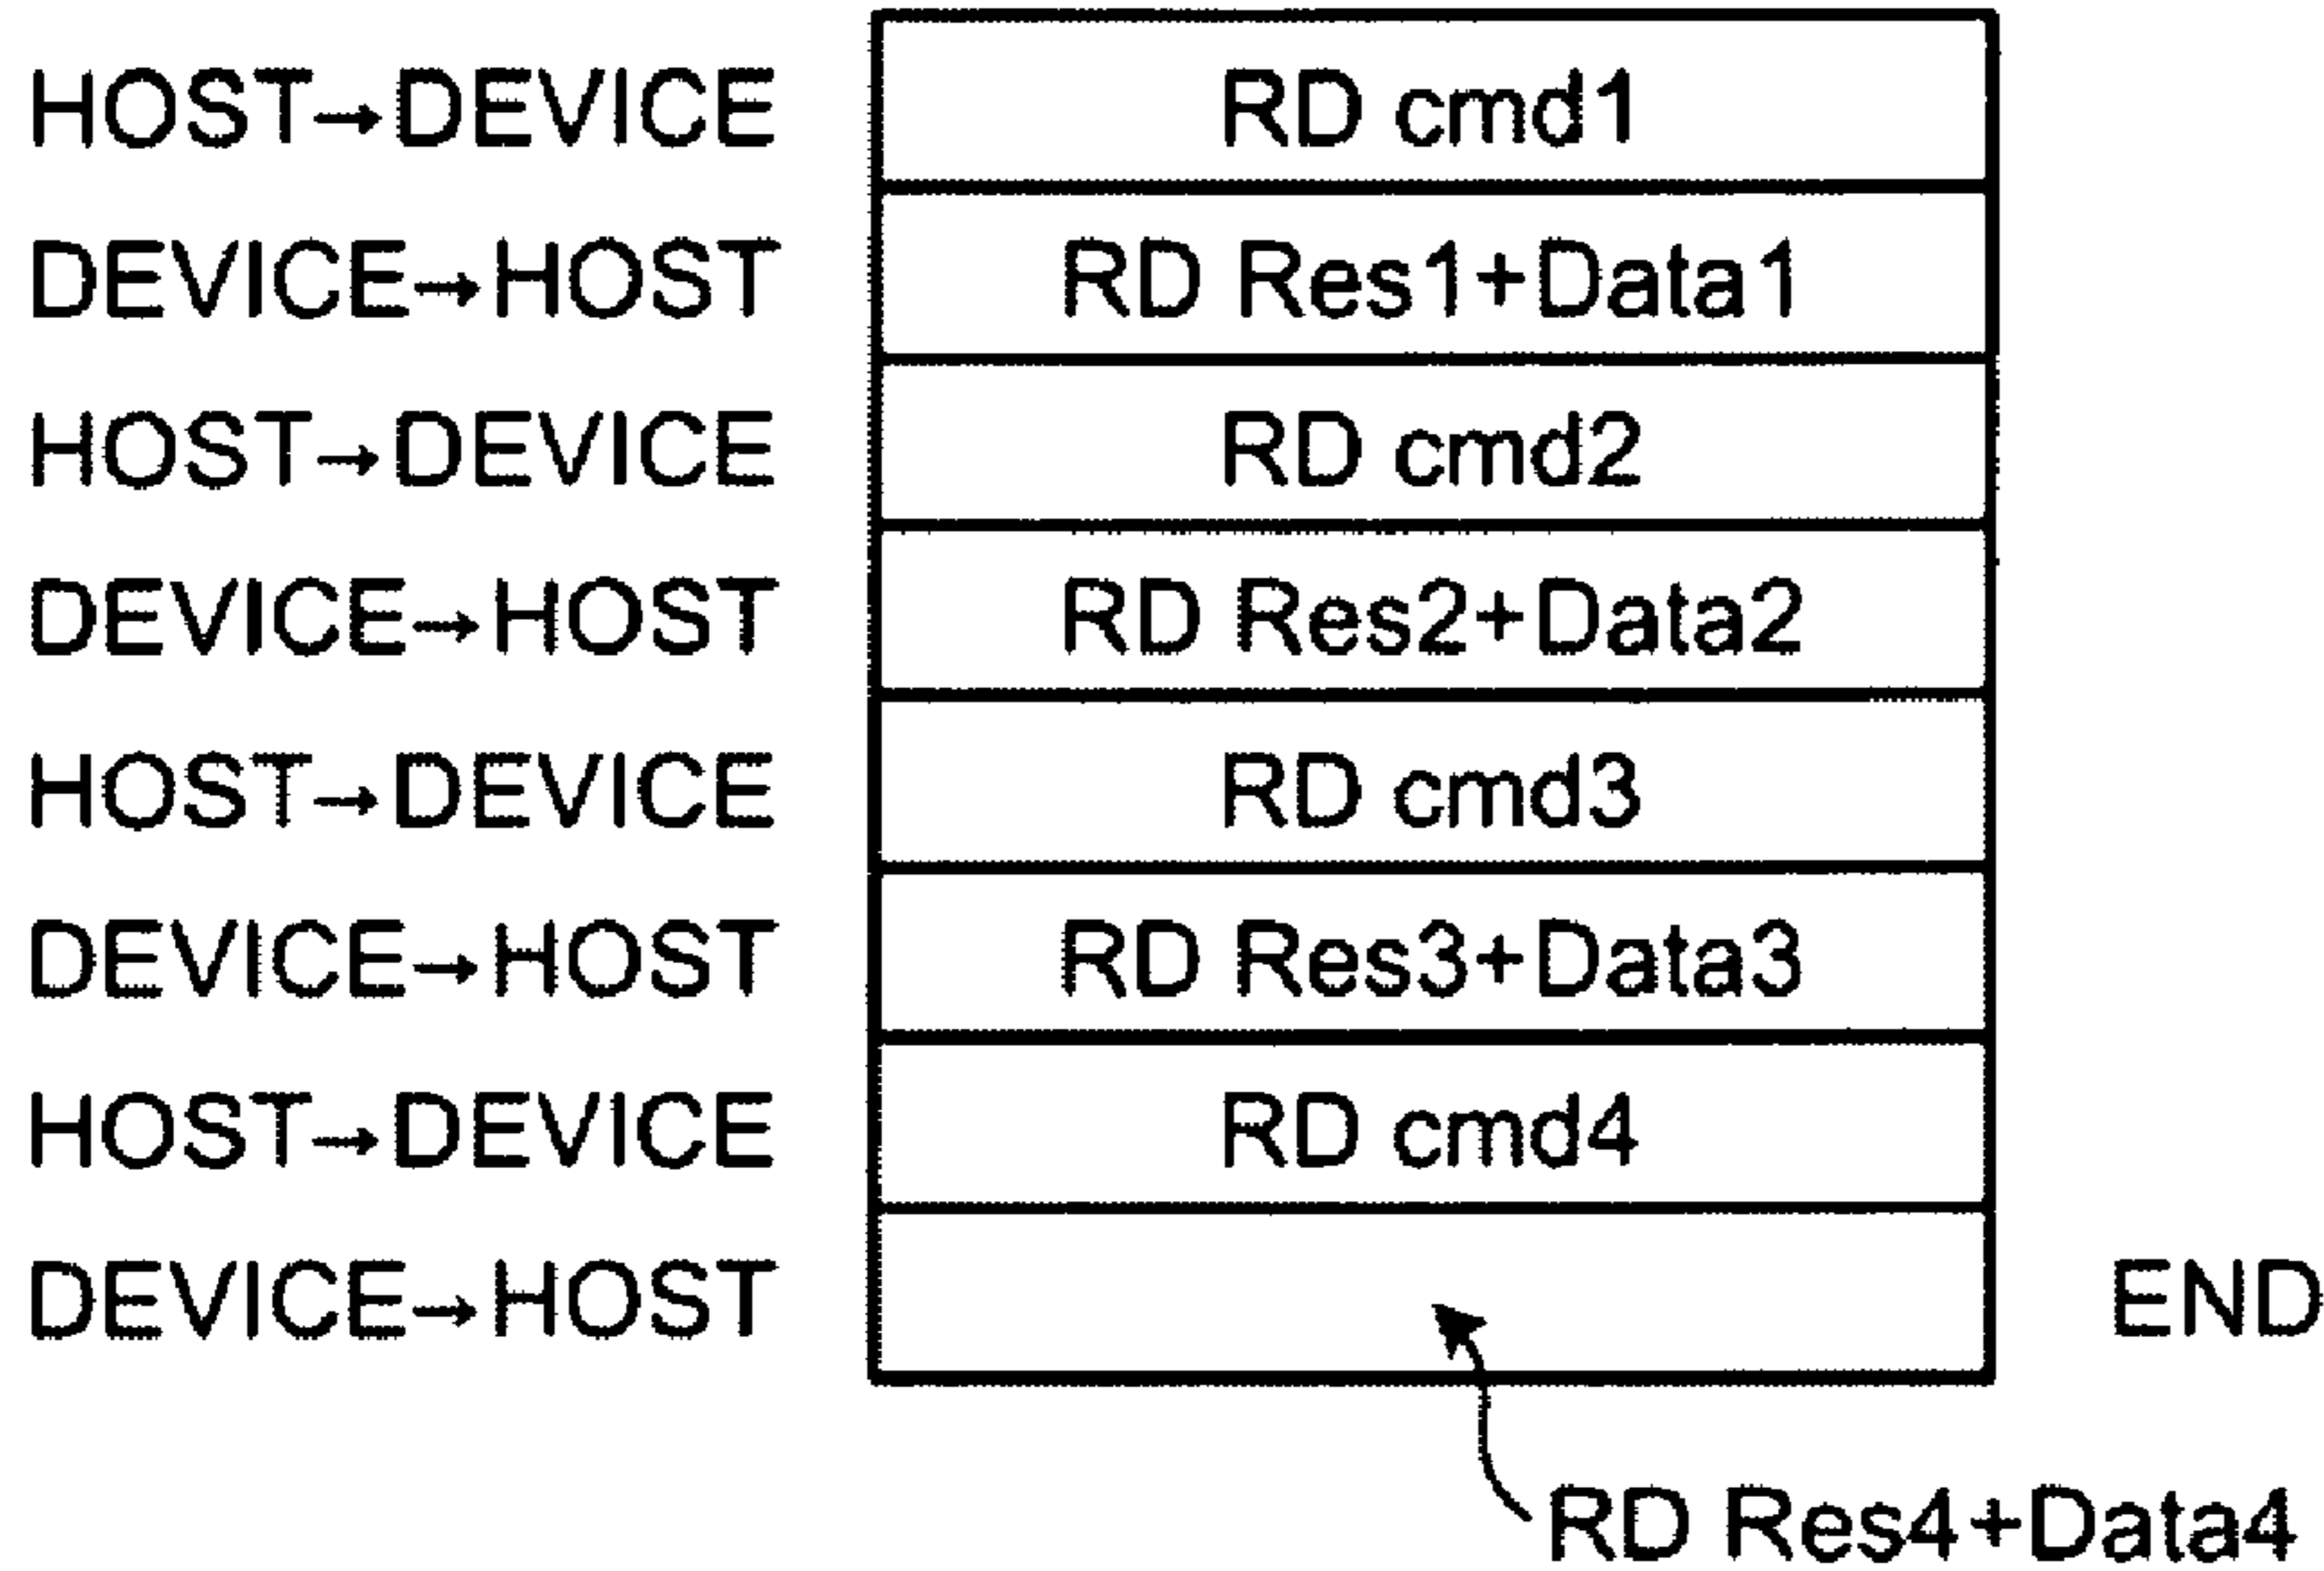 HOST→DEVICE RD cmd1
DEVICE→HOST RD Res1+Data1
HOST→DEVICE RD cmd2
DEVICE→HOST RD Res2+Data2
HOST→DEVICE RD cmd3
DEVICE→HOST RD Res3+Data3
HOST→DEVICE RD cmd4
DEVICE→HOST END
RD Res4+Data4